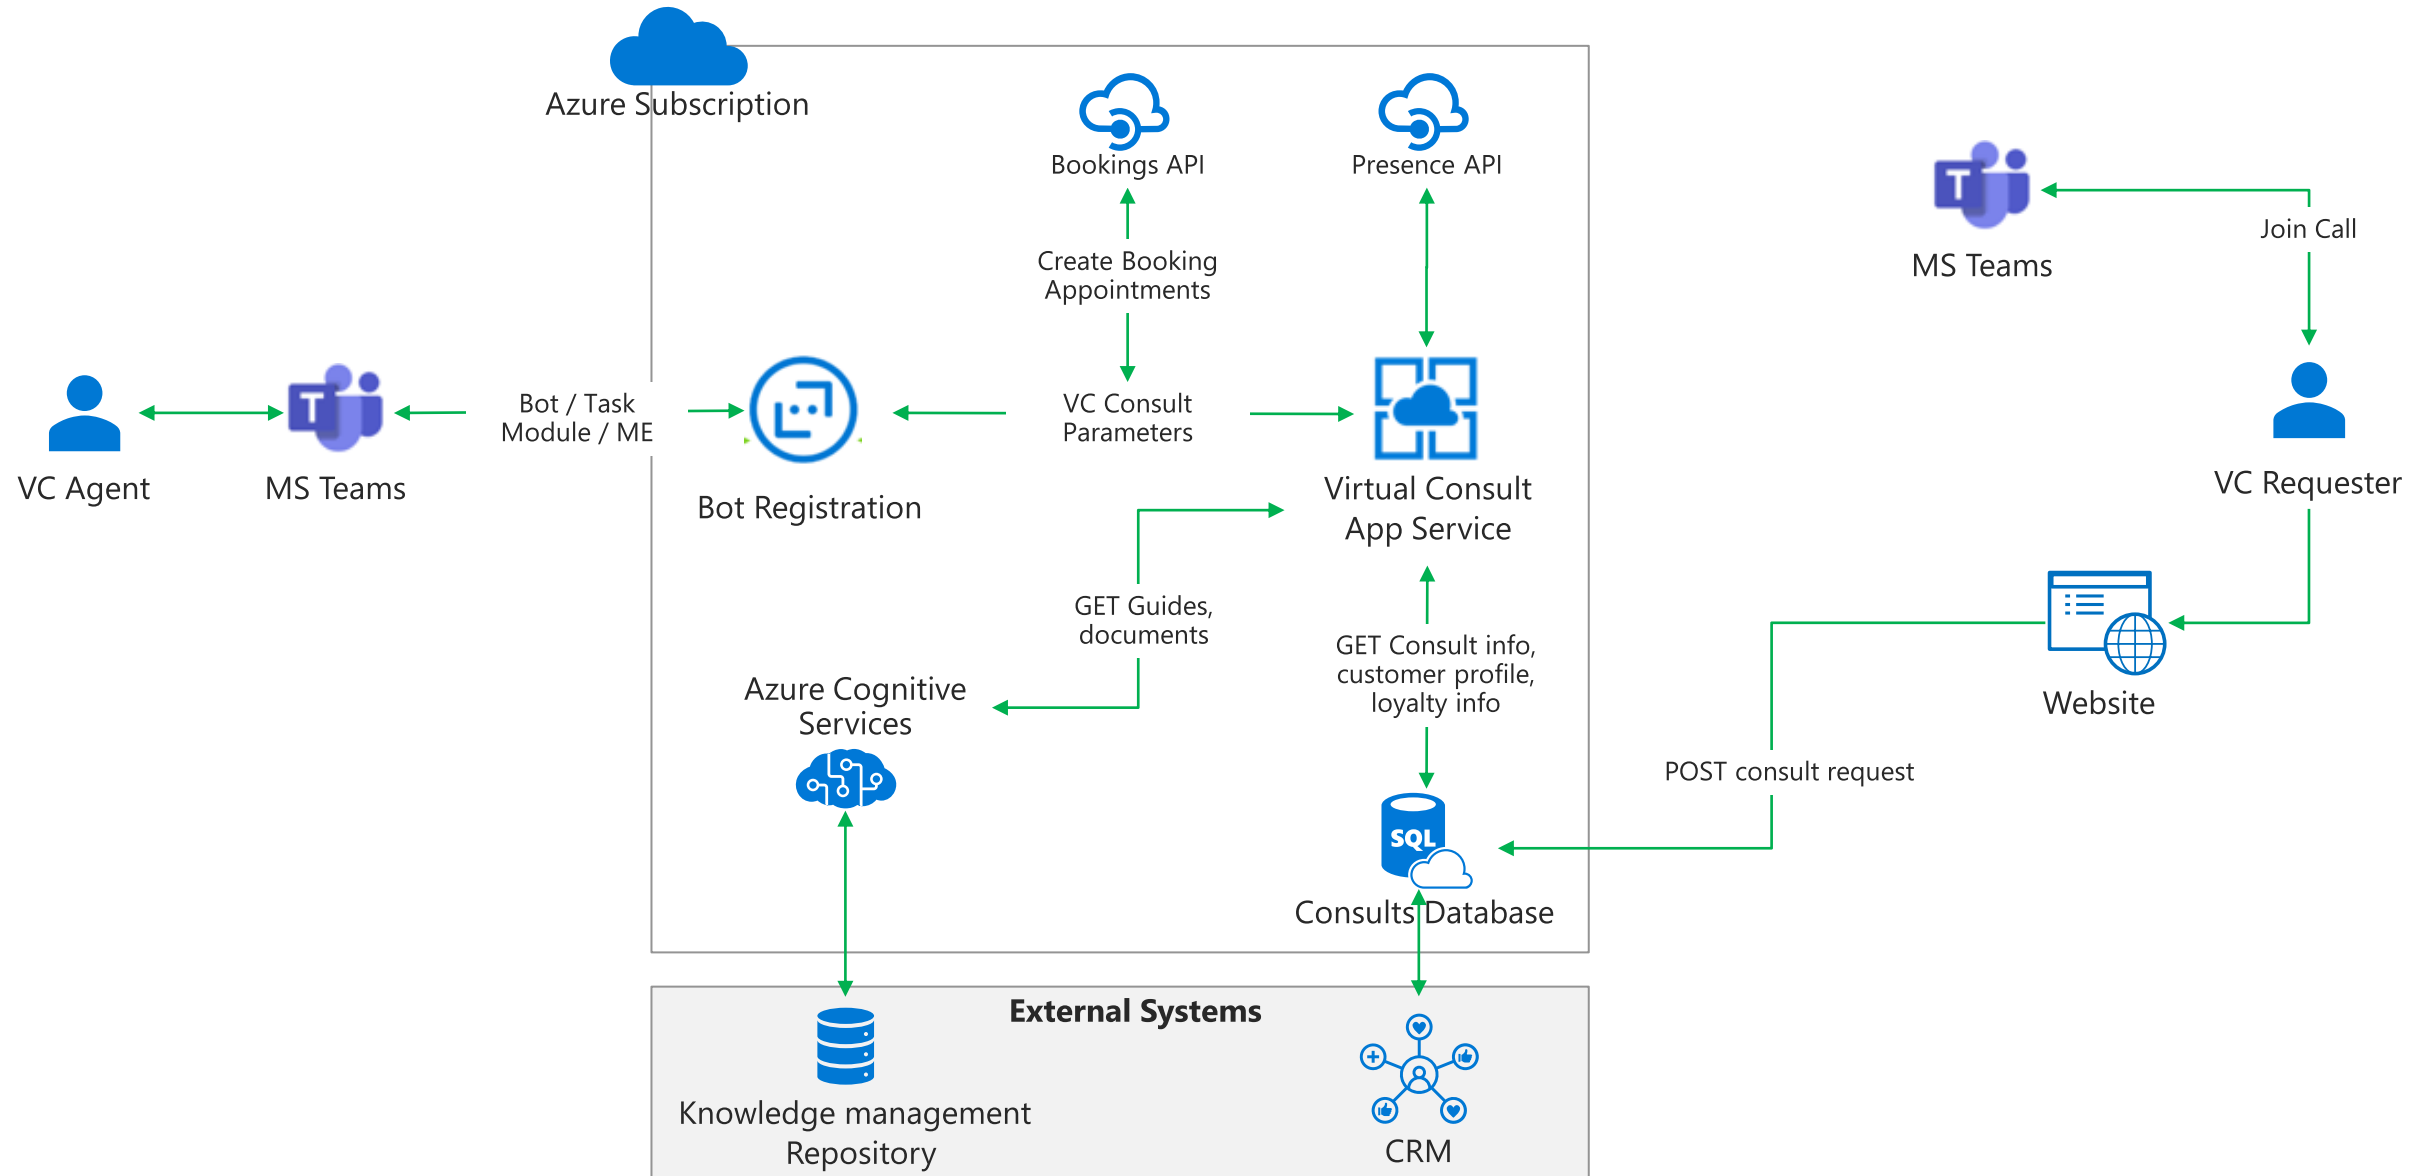 Azure Subscription
Bookings API
Presence API
Create Booking
Appointments
T
MS Teams
Join Call
VC Agent
T
MS Teams
Bot / Task
Module / ME
Bot Registration
VC Consult
Parameters
Virtual Consult
App Service
VC Requester
GET Guides,
documents
GET Consult info,
customer profile,
loyalty info
Website
Azure Cognitive
Services
POST consult request
SQL
Consults Database
External Systems
Knowledge management
Repository
CRM